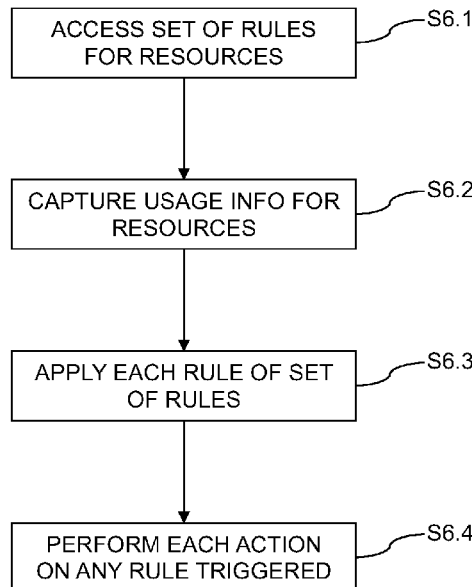 ACCESS SET OF RULES
FOR RESOURCES
S6.1
CAPTURE USAGE INFO FOR
RESOURCES
S6.2
APPLY EACH RULE OF SET
OF RULES
S6.3
PERFORM EACH ACTION
ON ANY RULE TRIGGERED
S6.4